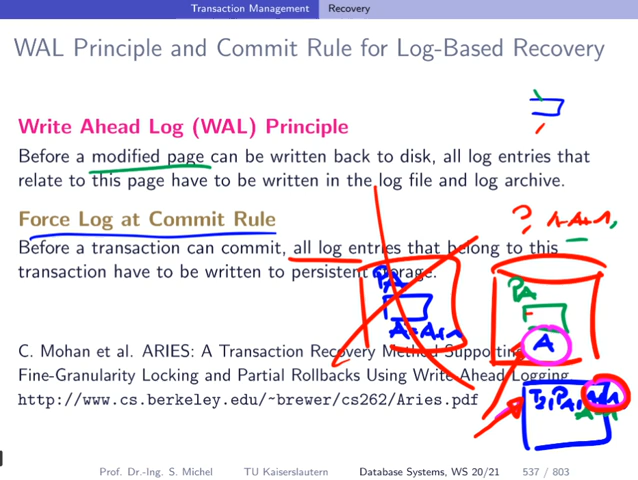 Transaction Management Recovery
WAL Principle and Commit Rule for Log-Based Recovery
Write Ahead Log (WAL) Principle
Before a modified page can be written back to disk, all log entries that
relate to this page have to be written in the log file and log archive.
Force Log at Commit Rule
Before a transaction can commit, all log entries that belong to this
transaction have to be written to persistent storage.
PA
PA
A
C. Mohan et al. ARIES: A Transaction Recovery Method Supporting
Fine-Granularity Locking and Partial Rollbacks Using Write Ahead Logging
http://www.cs.berkeley.edu/~brewer/cs262/Aries.pdf
Prof. Dr.-Ing. S. Michel TU Kaiserslautern Database Systems, WS 20/21 537 / 803